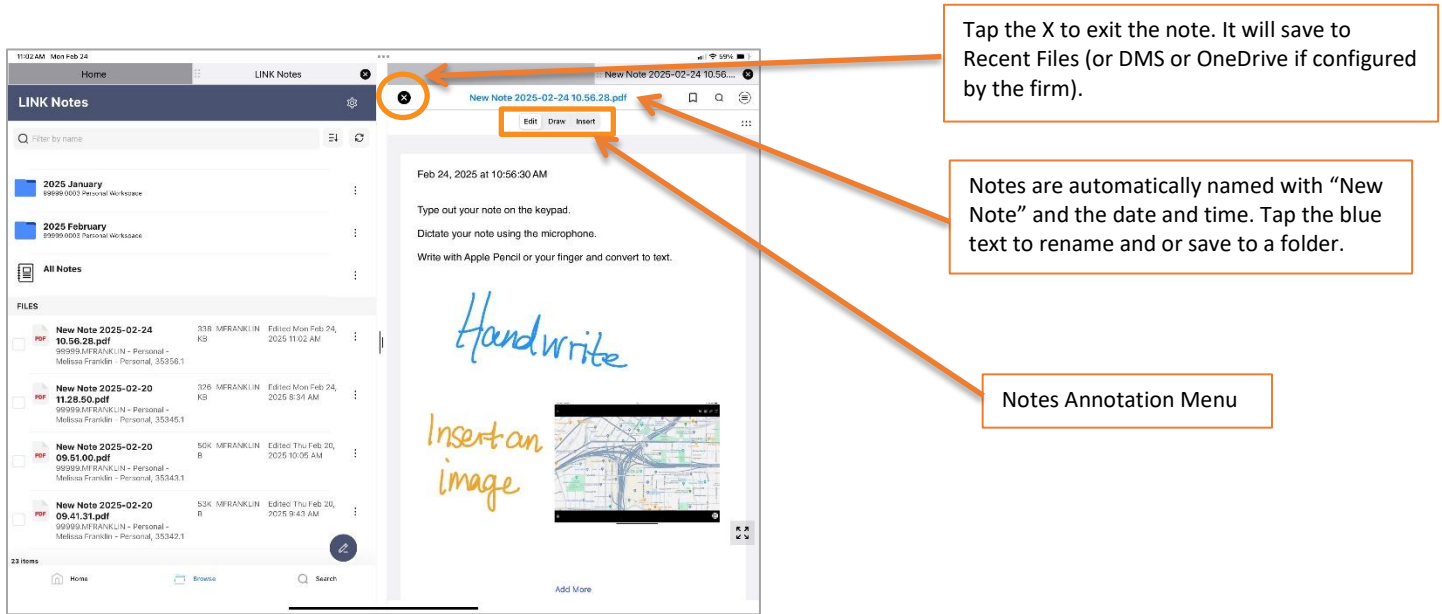 11:02 AM Mon Feb 24
59%
Home
LINK Notes
New Note 2025-02-24 10.56....
LINK Notes
New Note 2025-02-24 10.56.28.pdf
Filter by name
Edit Draw Insert
2025 January
99999.0003 Personal Workspace
2025 February
99999.0003 Personal Workspace
All Notes
FILES
PDF
New Note 2025-02-24
10.56.28.pdf
99999.MFRANKLIN - Personal -
Melissa Franklin - Personal, 35356.1
338 MFRANKLIN
KB
Edited Mon Feb 24,
2025 11:02 AM
PDF
New Note 2025-02-20
11.28.50.pdf
99999.MFRANKLIN - Personal -
Melissa Franklin - Personal, 35345.1
326 MFRANKLIN
KB
Edited Mon Feb 24,
2025 8:34 AM
PDF
New Note 2025-02-20
09.51.00.pdf
99999.MFRANKLIN - Personal -
Melissa Franklin - Personal, 35343.1
50K MFRANKLIN
B
Edited Thu Feb 20,
2025 10:05 AM
PDF
New Note 2025-02-20
09.41.31.pdf
99999.MFRANKLIN - Personal -
Melissa Franklin - Personal, 35342.1
53K MFRANKLIN
B
Edited Thu Feb 20,
2025 9:43 AM
23 items
Home
Browse
Search
Feb 24, 2025 at 10:56:30 AM
Type out your note on the keypad.
Dictate your note using the microphone.
Write with Apple Pencil or your finger and convert to text.
Handwrite
Insert an
image
Add More
Tap the X to exit the note. It will save to
Recent Files (or DMS or OneDrive if configured
by the firm).
Notes are automatically named with “New
Note” and the date and time. Tap the blue
text to rename and or save to a folder.
Notes Annotation Menu